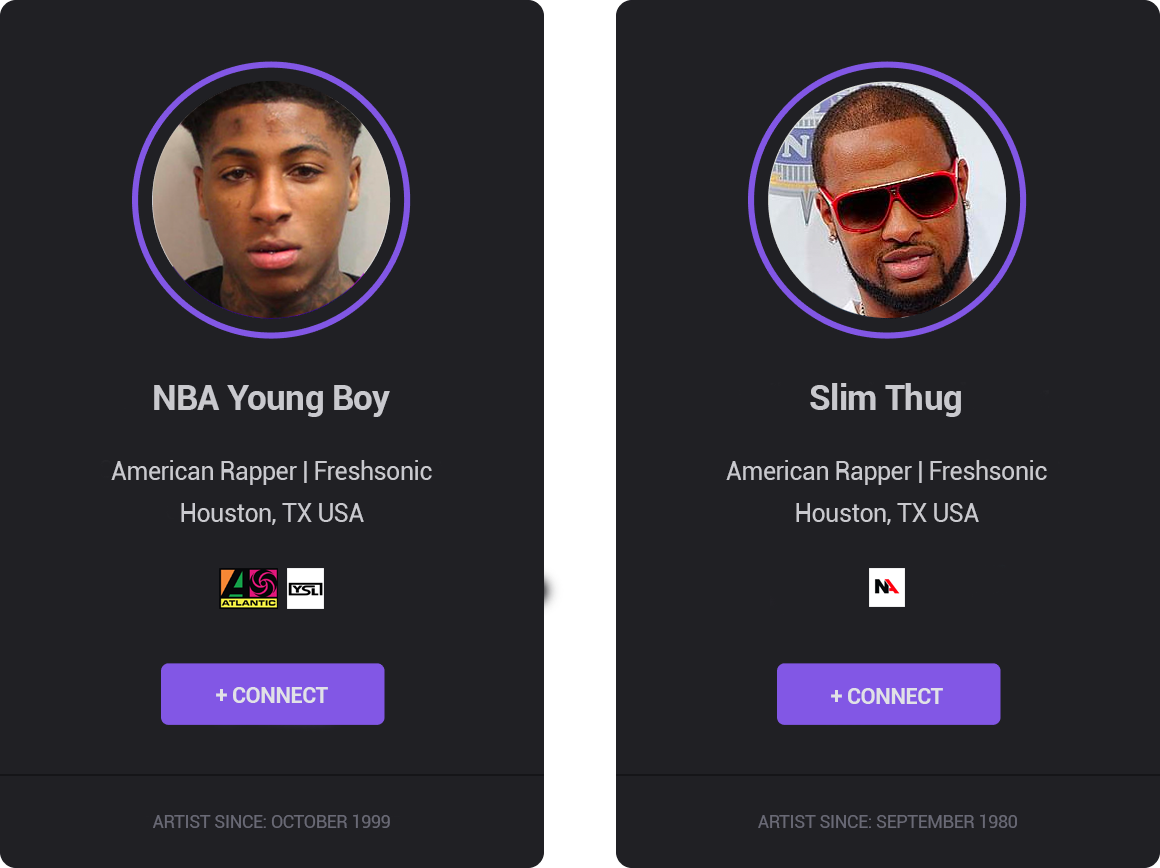 NBA Young Boy
American Rapper | Freshsonic
Houston, TX USA
ATLANTIC
YSL
+ CONNECT
ARTIST SINCE: OCTOBER 1999
N
Slim Thug
American Rapper | Freshsonic
Houston, TX USA
NA
+ CONNECT
ARTIST SINCE: SEPTEMBER 1980